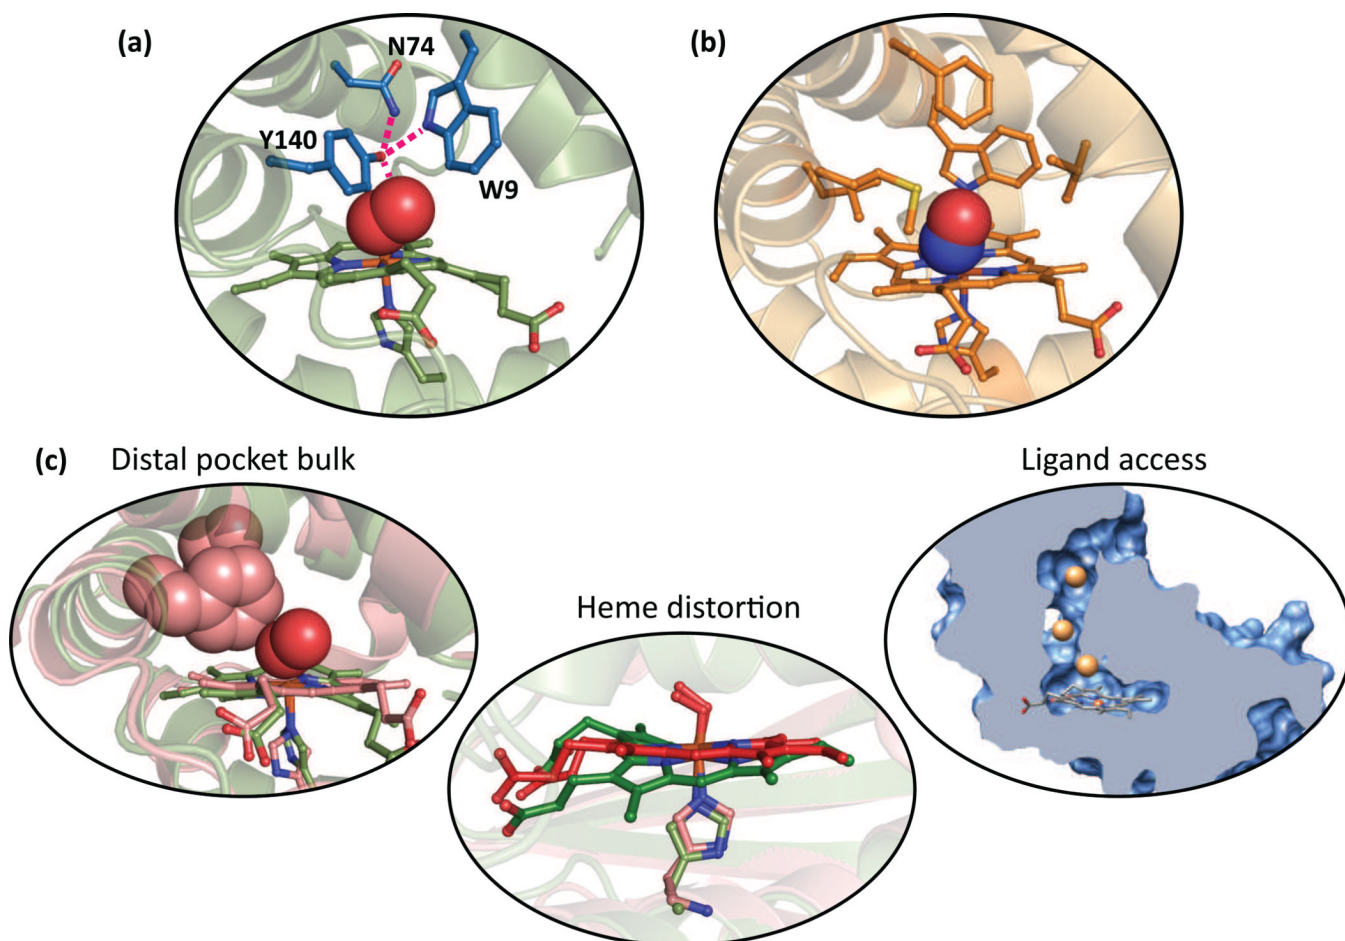 (a)
N74
Y140
W9
(b)
(c) Distal pocket bulk
Heme distortion
Ligand access